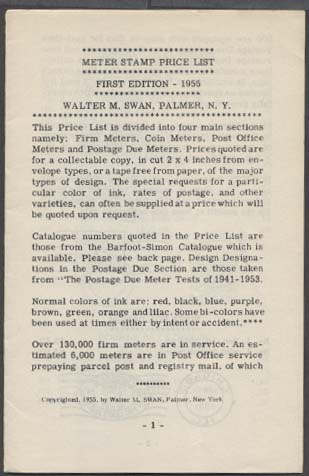 **************************
METER STAMP PRICE LIST
**************************
FIRST EDITION - 1955
*********************
WALTER M. SWAN, PALMER, N. Y.
****************************************
This Price List is divided into four main sections
namely: Firm Meters, Coin Meters, Post Office
Meters and Postage Due Meters. Prices quoted are
for a collectable copy, in cut 2 x 4 inches from en-
velope types, or a tape free from paper, of the major
types of design. The special requests for a parti-
cular color of ink, rates of postage, and other
varieties, can often be supplied at a price which will
be quoted upon request.
Catalogue numbers quoted in the Price List are
those from the Barfoot-Simon Catalogue which is
available. Please see back page. Design Designa-
tions in the Postage Due Section are those taken
from "The Postage Due Meter Tests of 1941-1953.
Normal colors of ink are: red, black, blue, purple,
brown, green, orange and lilac. Some bi-colors have
been used at times either by intent or accident.****
Over 130,000 firm meters are in service. An es-
timated 6,000 meters are in Post Office service
prepaying parcel post and registry mail, of which
**********
Copyrighted, 1955, by Walter M. SWAN, Palmer, New York
- 1 -